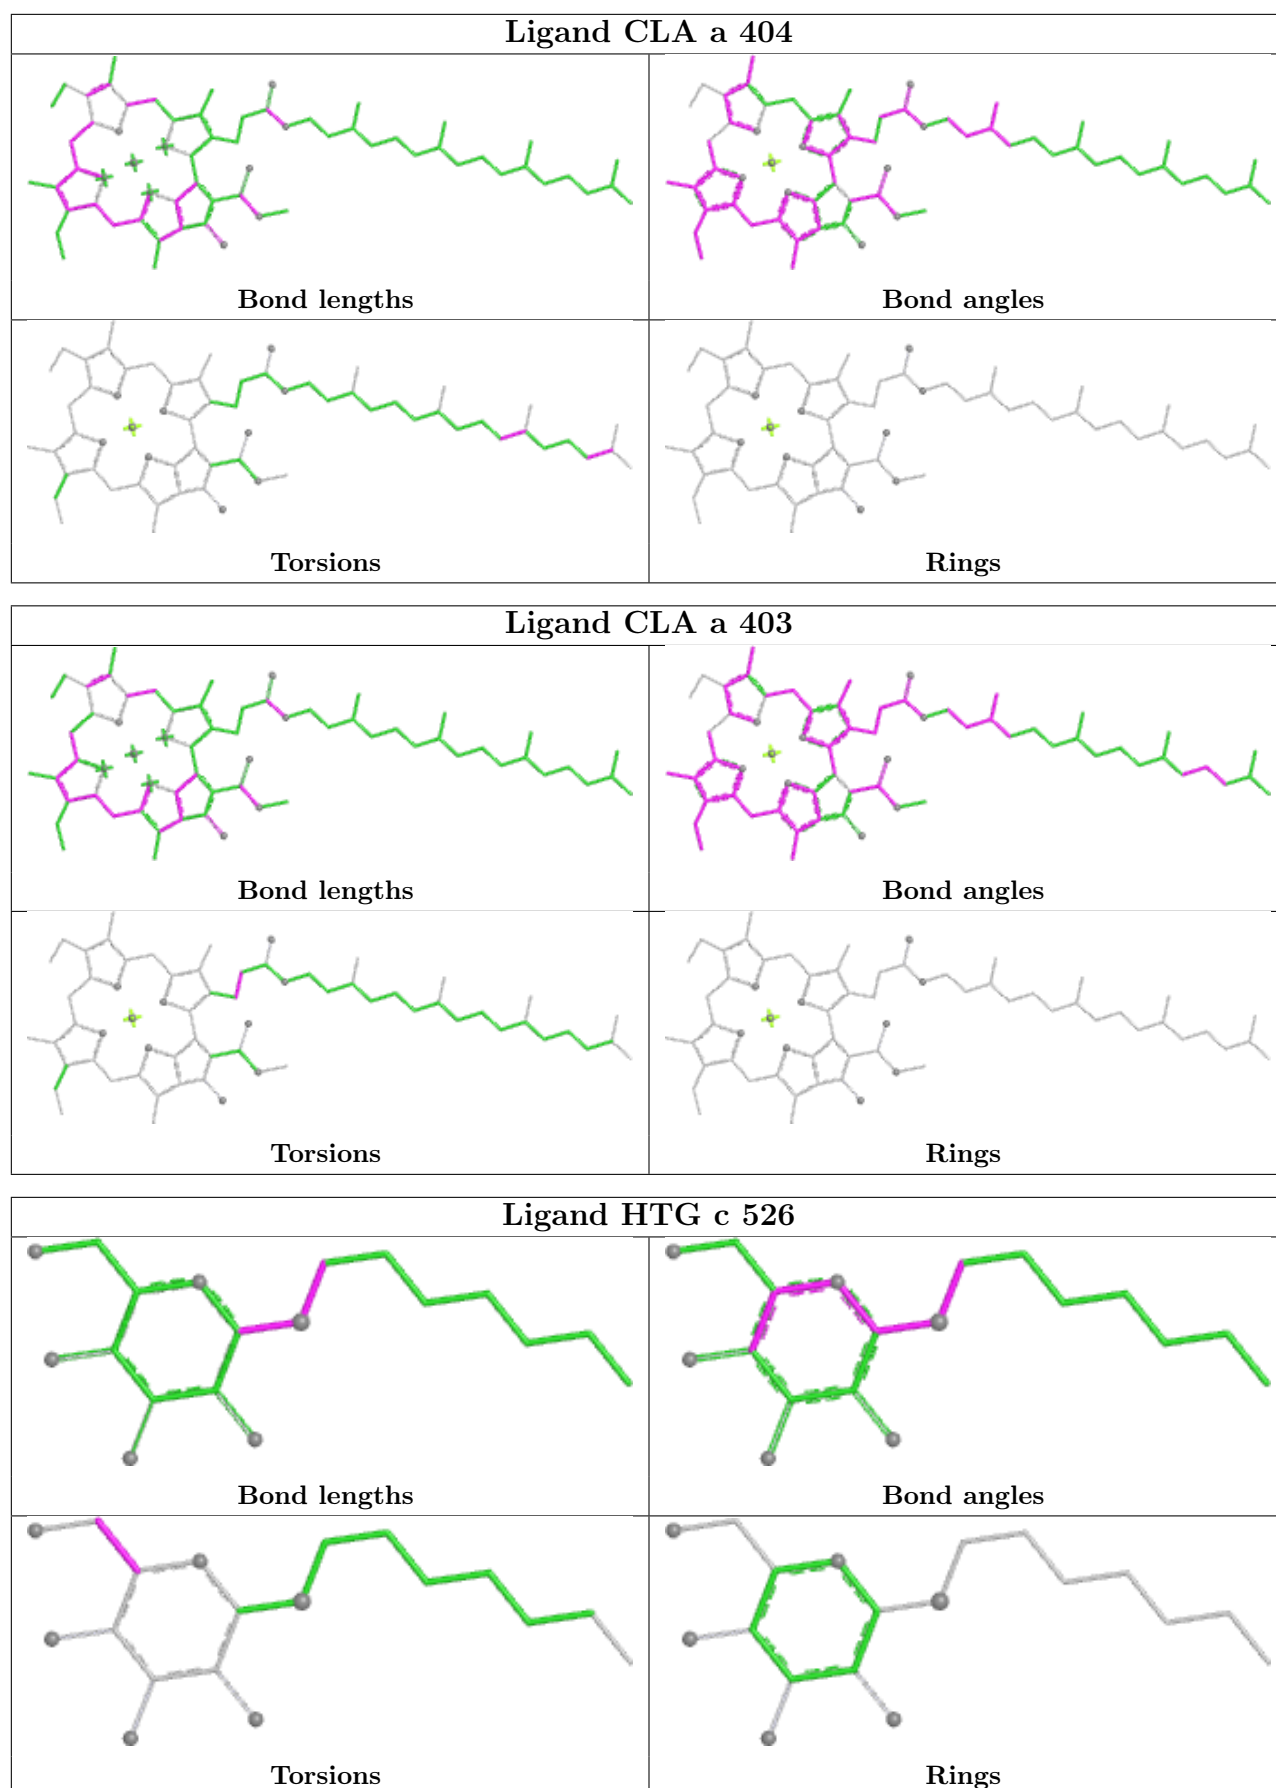 Ligand CLA a 404
Bond lengths
Bond angles
Torsions
Rings
Ligand CLA a 403
Bond lengths
Bond angles
Torsions
Rings
Ligand HTG c 526
Bond lengths
Bond angles
Torsions
Rings